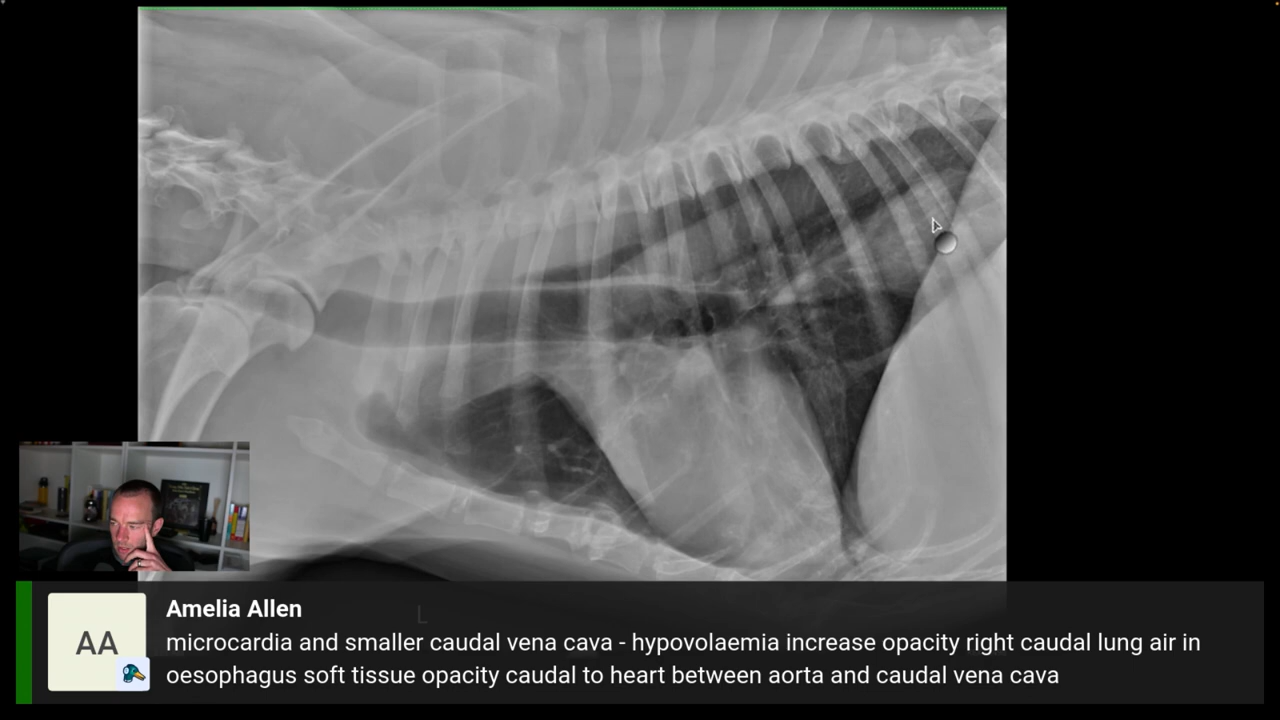 L
Amelia Allen
AA
microcardia and smaller caudal vena cava - hypovolaemia increase opacity right caudal lung air in
oesophagus soft tissue opacity caudal to heart between aorta and caudal vena cava